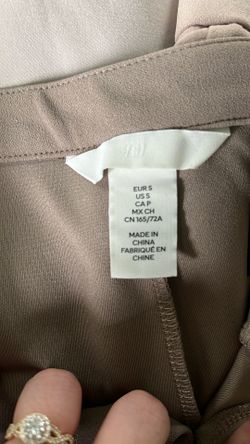 EUR S
US S
CA P
MX CH
CN 165/72A
MADE IN
CHINA
FABRIQUÉ EN
CHINE